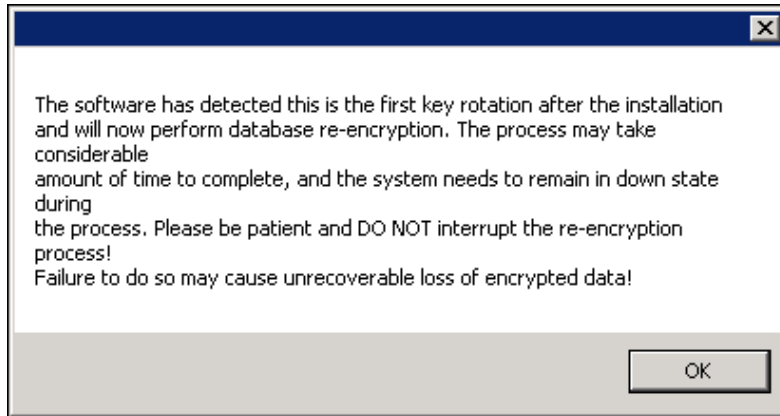 The software has detected this is the first key rotation after the installation
and will now perform database re-encryption. The process may take
considerable
amount of time to complete, and the system needs to remain in down state
during
the process. Please be patient and DO NOT interrupt the re-encryption
process!
Failure to do so may cause unrecoverable loss of encrypted data!
OK